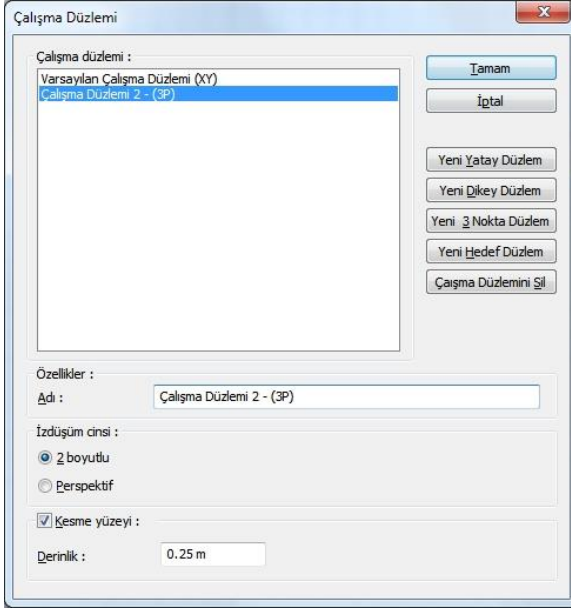 Çalışma Düzlemi
Çalışma düzlemi :
Varsayılan Çalışma Düzlemi (XY)
Çalışma Düzlemi 2 - (3P)
Tamam
İptal
Yeni Yatay Düzlem
Yeni Dikey Düzlem
Yeni 3 Nokta Düzlem
Yeni Hedef Düzlem
Çaışma Düzlemini Sil
Özellikler :
Adı : Çalışma Düzlemi 2 - (3P)
İzdüşüm cinsi :
2 boyutlu
Perspektif
Kesme yüzeyi :
Derinlik : 0.25 m